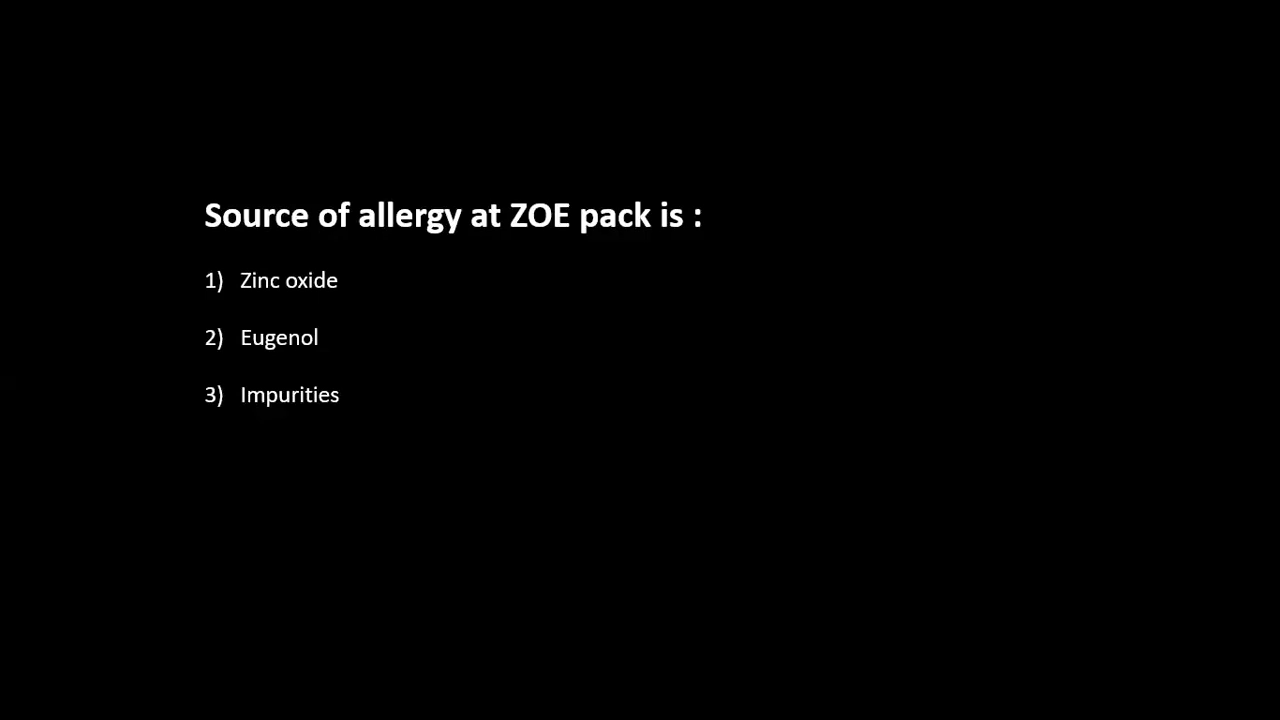 Source of allergy at ZOE pack is :
1) Zinc oxide
2) Eugenol
3) Impurities